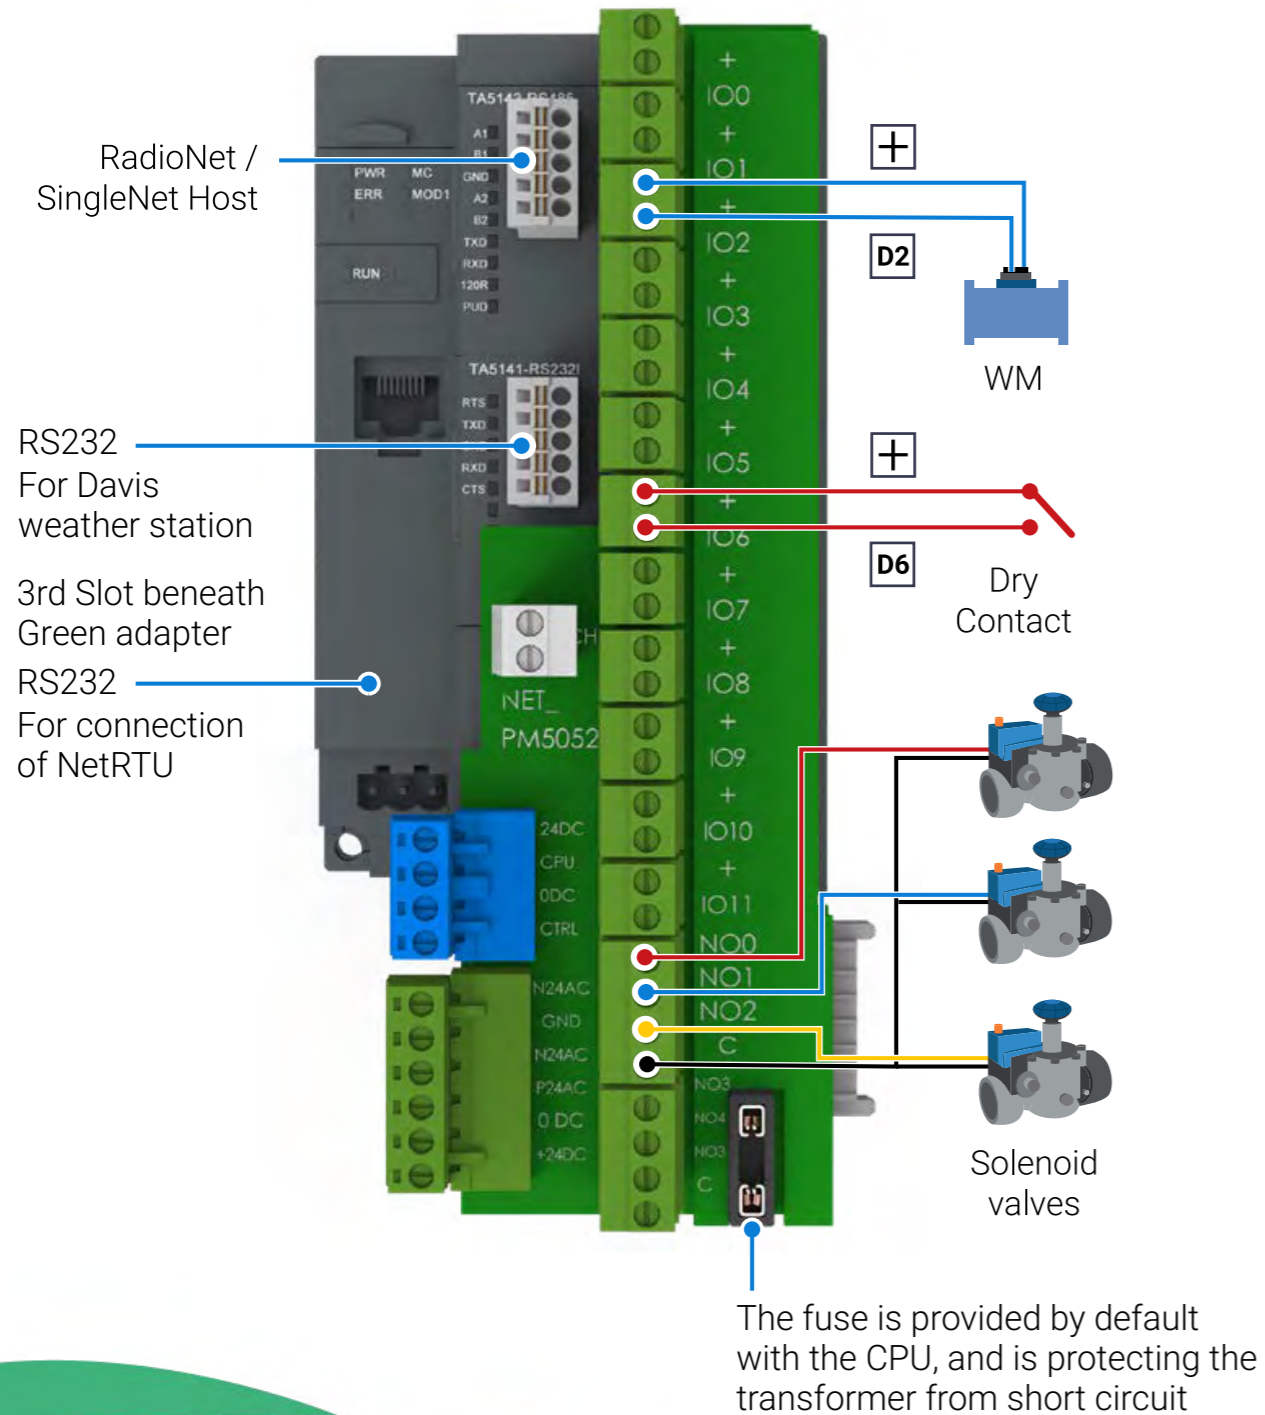 RadioNet /
SingleNet Host
RS232
For Davis
weather station
3rd Slot beneath
Green adapter
RS232
For connection
of NetRTU
PWR MC
ERR MOD1
RUN
A1
B1
GND
A2
B2
TXD
RXD
120R
PUD
TA5141-RS232I
RTS
TXD
RXD
CTS
NET_
PM5052
24DC
CPU
0DC
CTRL
N24AC
GND
N24AC
P24AC
0 DC
+24DC
+
IO0
+
IO1
+
IO2
+
IO3
+
IO4
+
IO5
+
IO6
+
IO7
+
IO8
+
IO9
+
IO10
+
IO11
NO0
NO1
NO2
C
NO3
NO4
NO3
C
+
D2
WM
+
D6
Dry
Contact
Solenoid
valves
The fuse is provided by default
with the CPU, and is protecting the
transformer from short circuit